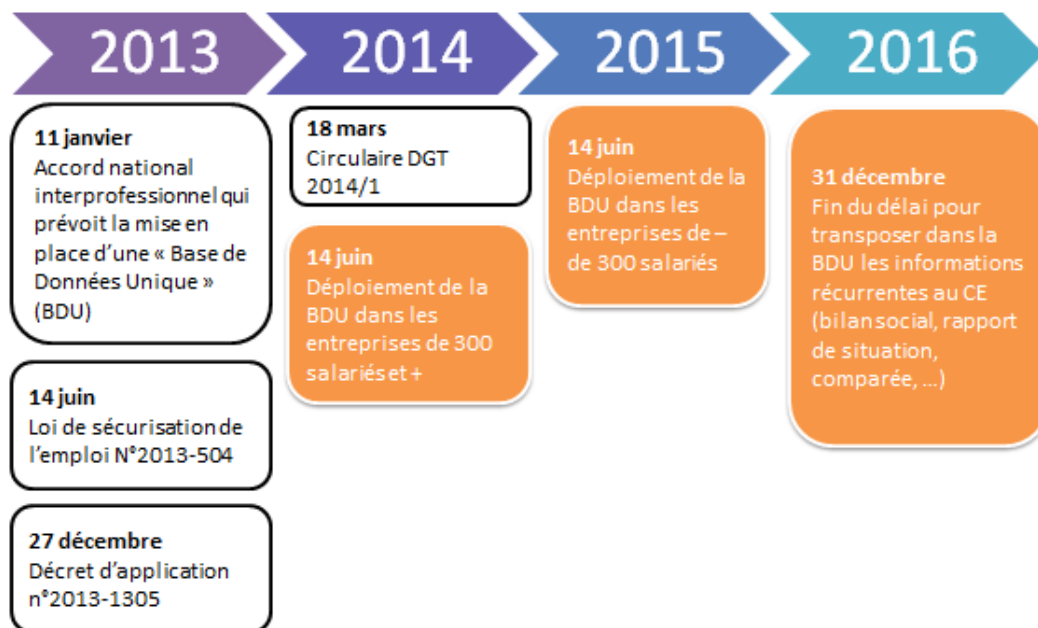 2013
2014
2015
2016
11 janvier
Accord national
interprofessionnel qui
prévoit la mise en
place d'une « Base de
Données Unique »
(BDU)
14 juin
Loi de sécurisation de
l'emploi N°2013-504
27 décembre
Décret d'application
n°2013-1305
18 mars
Circulaire DGT
2014/1
14 juin
Déploiement de la
BDU dans les
entreprises de 300
salariés et +
14 juin
Déploiement de la
BDU dans les
entreprises de –
de 300 salariés
31 décembre
Fin du délai pour
transposer dans la
BDU les informations
récurrentes au CE
(bilan social, rapport
de situation,
comparée, ...)